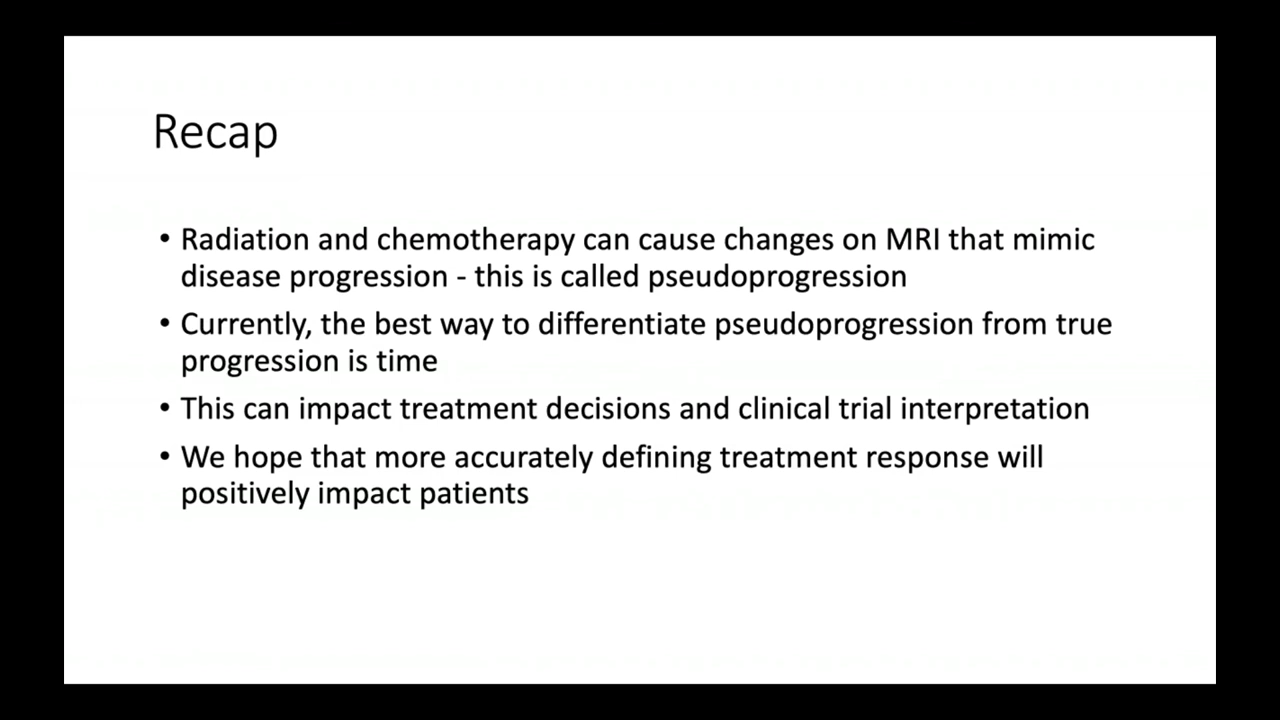 Recap
• Radiation and chemotherapy can cause changes on MRI that mimic
disease progression - this is called pseudoprogression
• Currently, the best way to differentiate pseudoprogression from true
progression is time
• This can impact treatment decisions and clinical trial interpretation
• We hope that more accurately defining treatment response will
positively impact patients